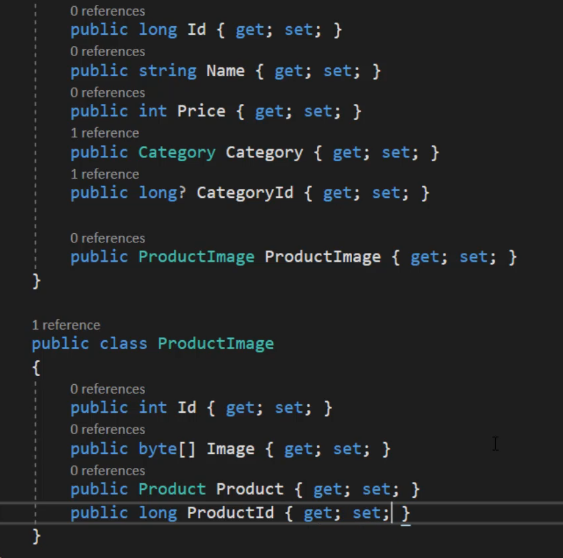 0 references
public long Id { get; set; }
0 references
public string Name { get; set; }
0 references
public int Price { get; set; }
1 reference
public Category Category { get; set; }
1 reference
public long? CategoryId { get; set; }
0 references
public ProductImage ProductImage { get; set; }
}
1 reference
public class ProductImage
{
0 references
public int Id { get; set; }
0 references
public byte[] Image { get; set; }
0 references
public Product Product { get; set; }
public long ProductId { get; set; }
}